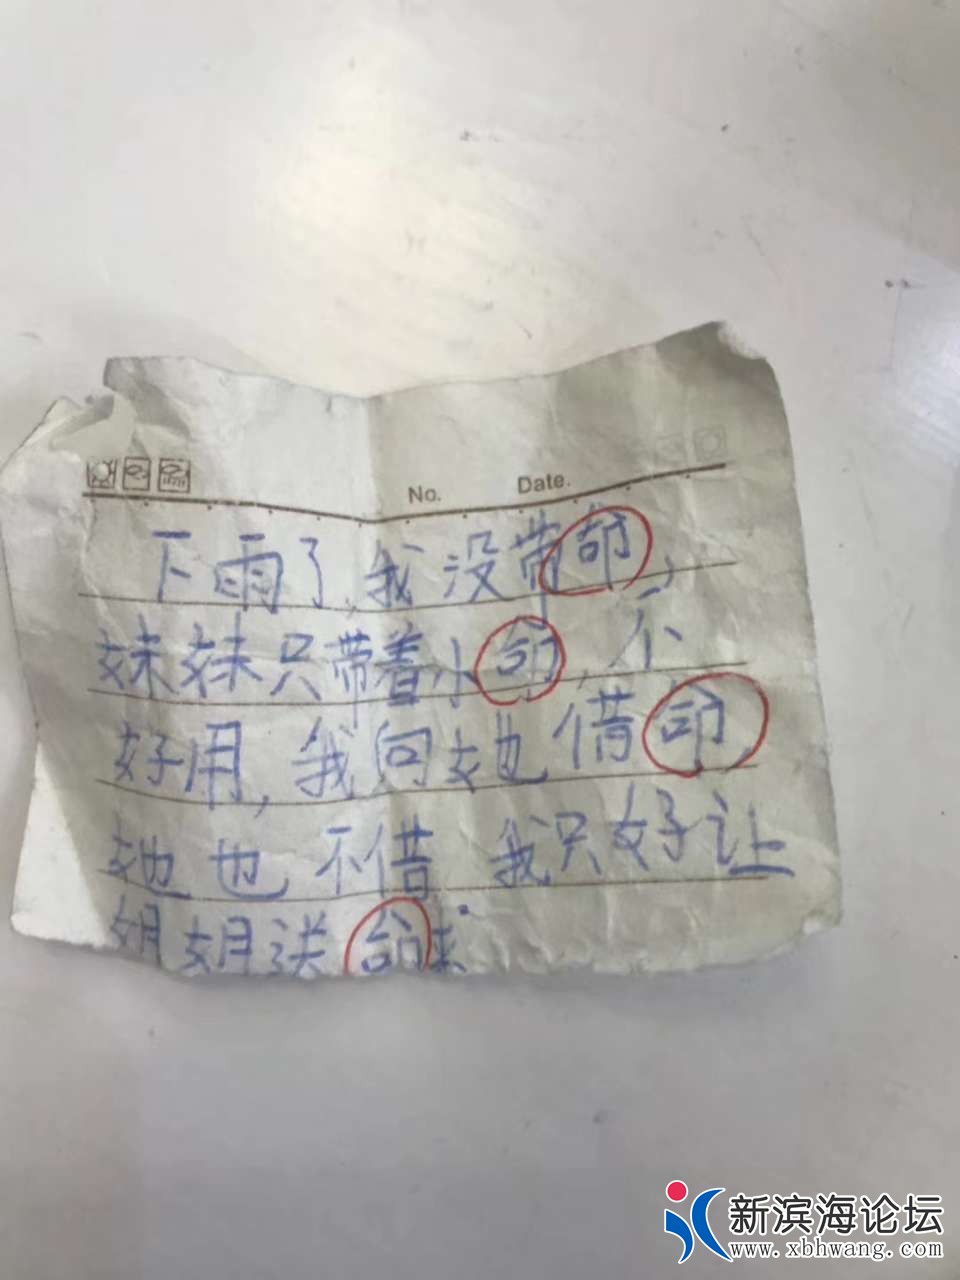 No. Date.
下雨了,我没带命,
妹妹只带着小命,不
好用,我向她借命,
她也不借 我只好让
姐姐送命来
新滨海论坛
www.xbhwang.com